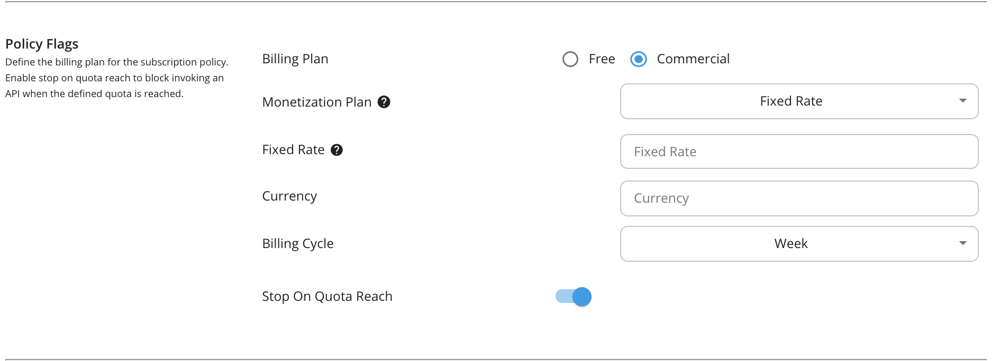 Policy Flags
Define the billing plan for the subscription policy.
Enable stop on quota reach to block invoking an
API when the defined quota is reached.
Billing Plan Free Commercial
Monetization Plan ? Fixed Rate
Fixed Rate ? Fixed Rate
Currency Currency
Billing Cycle Week
Stop On Quota Reach